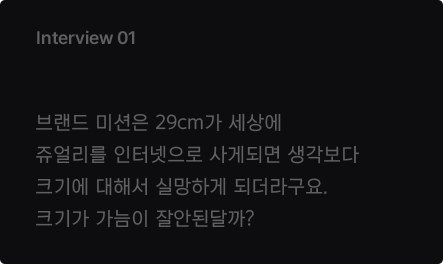 Interview 01
브랜드 미션은 29cm가 세상에
쥬얼리를 인터넷으로 사게되면 생각보다
크기에 대해서 실망하게 되더라구요.
크기가 가늠이 잘안된달까?